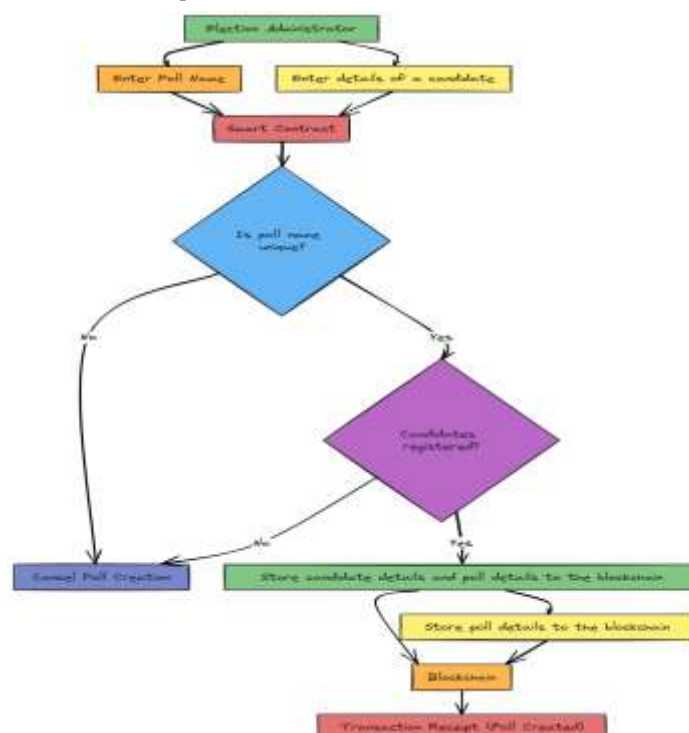 Election Administrator
Enter Poll Name
Enter details of a candidate
Smart Contract
Is poll name
unique?
No
Yes
Candidates
registered?
No
Yes
Cancel Poll Creation
Store candidate details and poll details to the blockchain
Store poll details to the blockchain
Blockchain
Transaction Receipt (Poll Created)